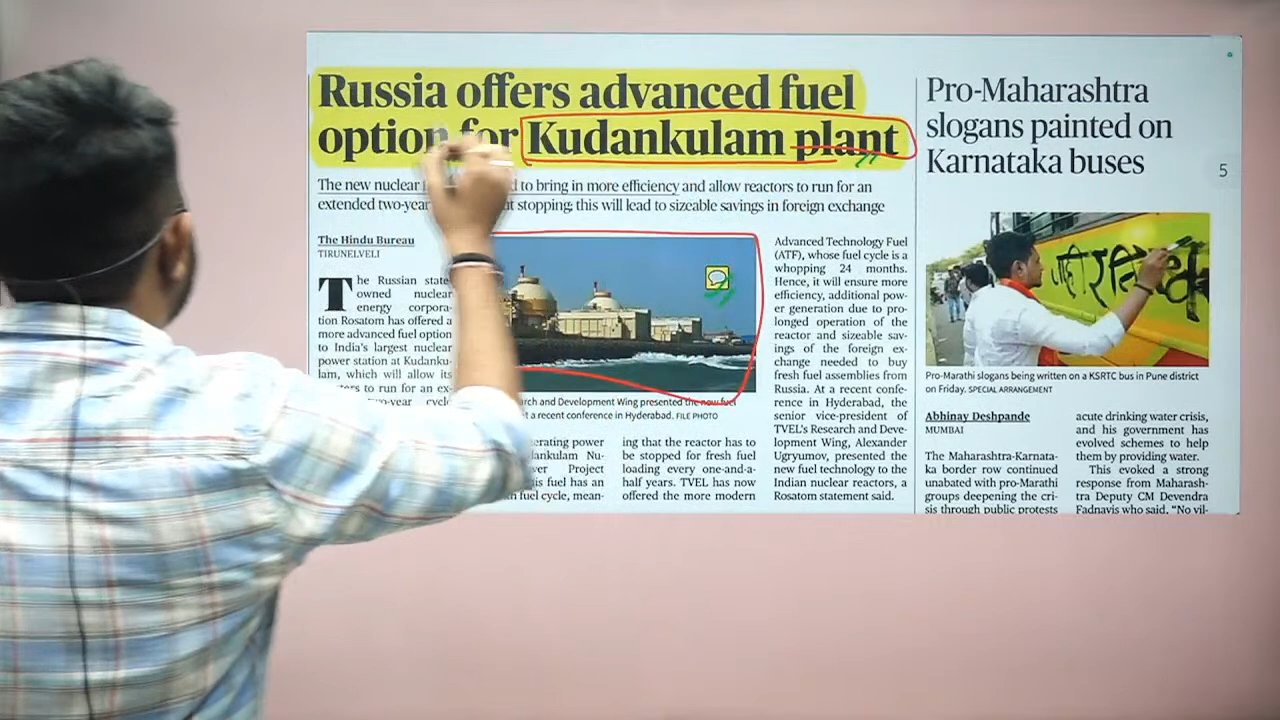 Russia offers advanced fuel
option for Kudankulam plant
The new nuclear to bring in more efficiency and allow reactors to run for an
extended two-year stopping; this will lead to sizeable savings in foreign exchange
The Hindu Bureau
TIRUNELVELI
The Russian state
owned nuclear
energy corpora-
tion Rosatom has offered a
more advanced fuel option
to India's largest nuclear
power station at Kudanku-
lam, which will allow its
to run for an ex-
two-year cycle
and Development Wing presented the new fuel
a recent conference in Hyderabad. FILE PHOTO
power
Nu-
Project
fuel has an
fuel cycle, mean-
ing that the reactor has to
be stopped for fresh fuel
loading every one-and-a-
half years. TVEL has now
offered the more modern
Advanced Technology Fuel
(ATF), whose fuel cycle is a
whopping 24 months.
Hence, it will ensure more
efficiency, additional pow-
er generation due to pro-
longed operation of the
reactor and sizeable sav-
ings of the foreign ex-
change needed to buy
fresh fuel assemblies from
Russia. At a recent confe-
rence in Hyderabad, the
senior vice-president of
TVEL's Research and Deve-
lopment Wing, Alexander
Ugryumov, presented the
new fuel technology to the
Indian nuclear reactors, a
Rosatom statement said.
Pro-Maharashtra
slogans painted on
Karnataka buses
5
Pro-Marathi slogans being written on a KSRTC bus in Pune district
on Friday. SPECIAL ARRANGEMENT
Abhinay Deshpande
MUMBAI
The Maharashtra-Karnata-
ka border row continued
unabated with pro-Marathi
groups deepening the cri-
sis through public protests
acute drinking water crisis,
and his government has
evolved schemes to help
them by providing water.
This evoked a strong
response from Maharash-
tra Deputy CM Devendra
Fadnavis who said, "No vil-